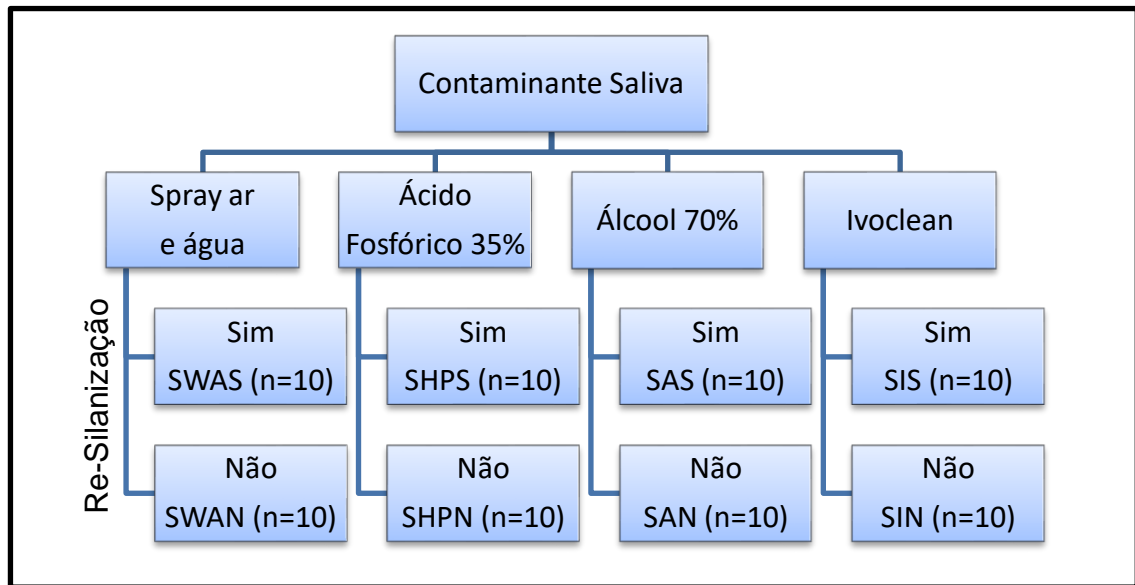 Contaminante Saliva
Spray ar
e água
Ácido
Fosfórico 35%
Álcool 70%
Ivoclean
Re-Silanização
Sim
SWAS (n=10)
Sim
SHPS (n=10)
Sim
SAS (n=10)
Sim
SIS (n=10)
Não
SWAN (n=10)
Não
SHPN (n=10)
Não
SAN (n=10)
Não
SIN (n=10)